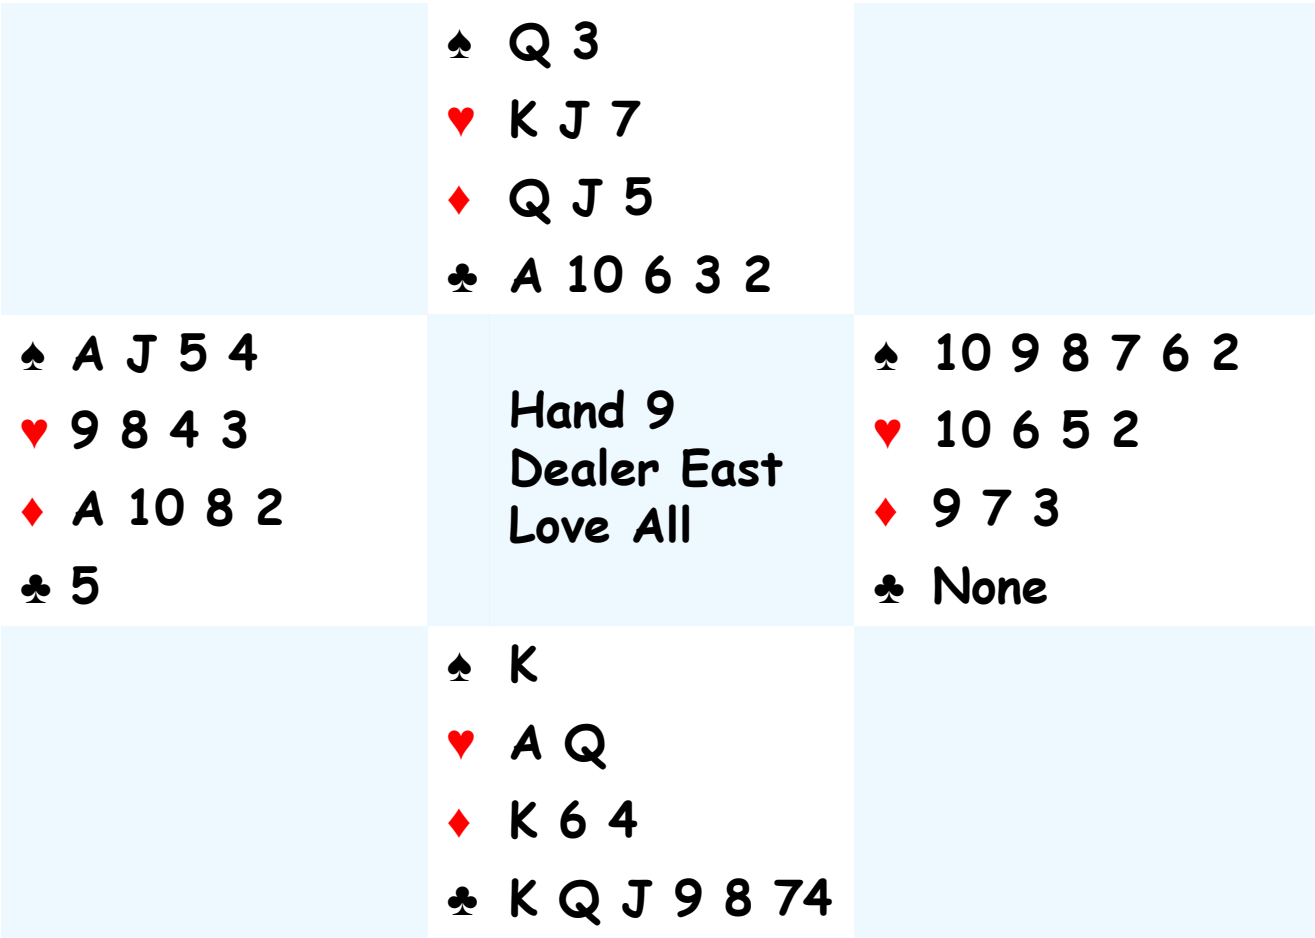 ♠ Q 3
♥ K J 7
♦ Q J 5
♣ A 10 6 3 2
♠ A J 5 4
♥ 9 8 4 3
♦ A 10 8 2
♣ 5
Hand 9
Dealer East
Love All
♠ 10 9 8 7 6 2
♥ 10 6 5 2
♦ 9 7 3
♣ None
♠ K
♥ A Q
♦ K 6 4
♣ K Q J 9 8 74